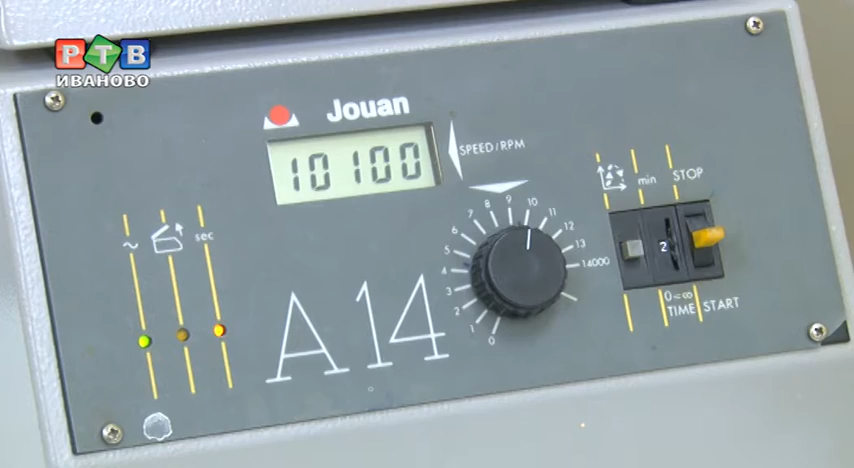 РТВ
ИВАНОВО
Jouan
10100
SPEED/RPM
min
STOP
~
sec
0
1
2
3
4
5
6
7
8
9
10
11
12
13
14000
2
A14
0<∞
TIME
START